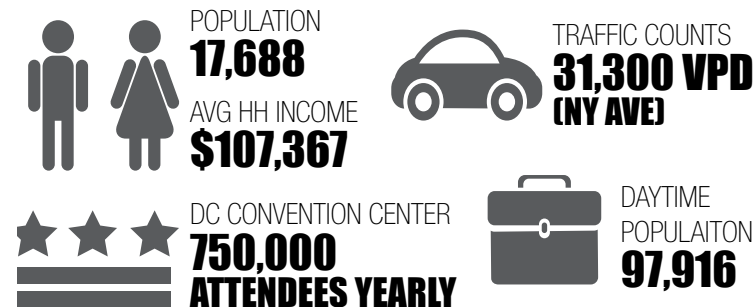 POPULATION
17,688
AVG HH INCOME
$107,367
TRAFFIC COUNTS
31,300 VPD
(NY AVE)
DC CONVENTION CENTER
750,000
ATTENDEES YEARLY
DAYTIME
POPULAITON
97,916